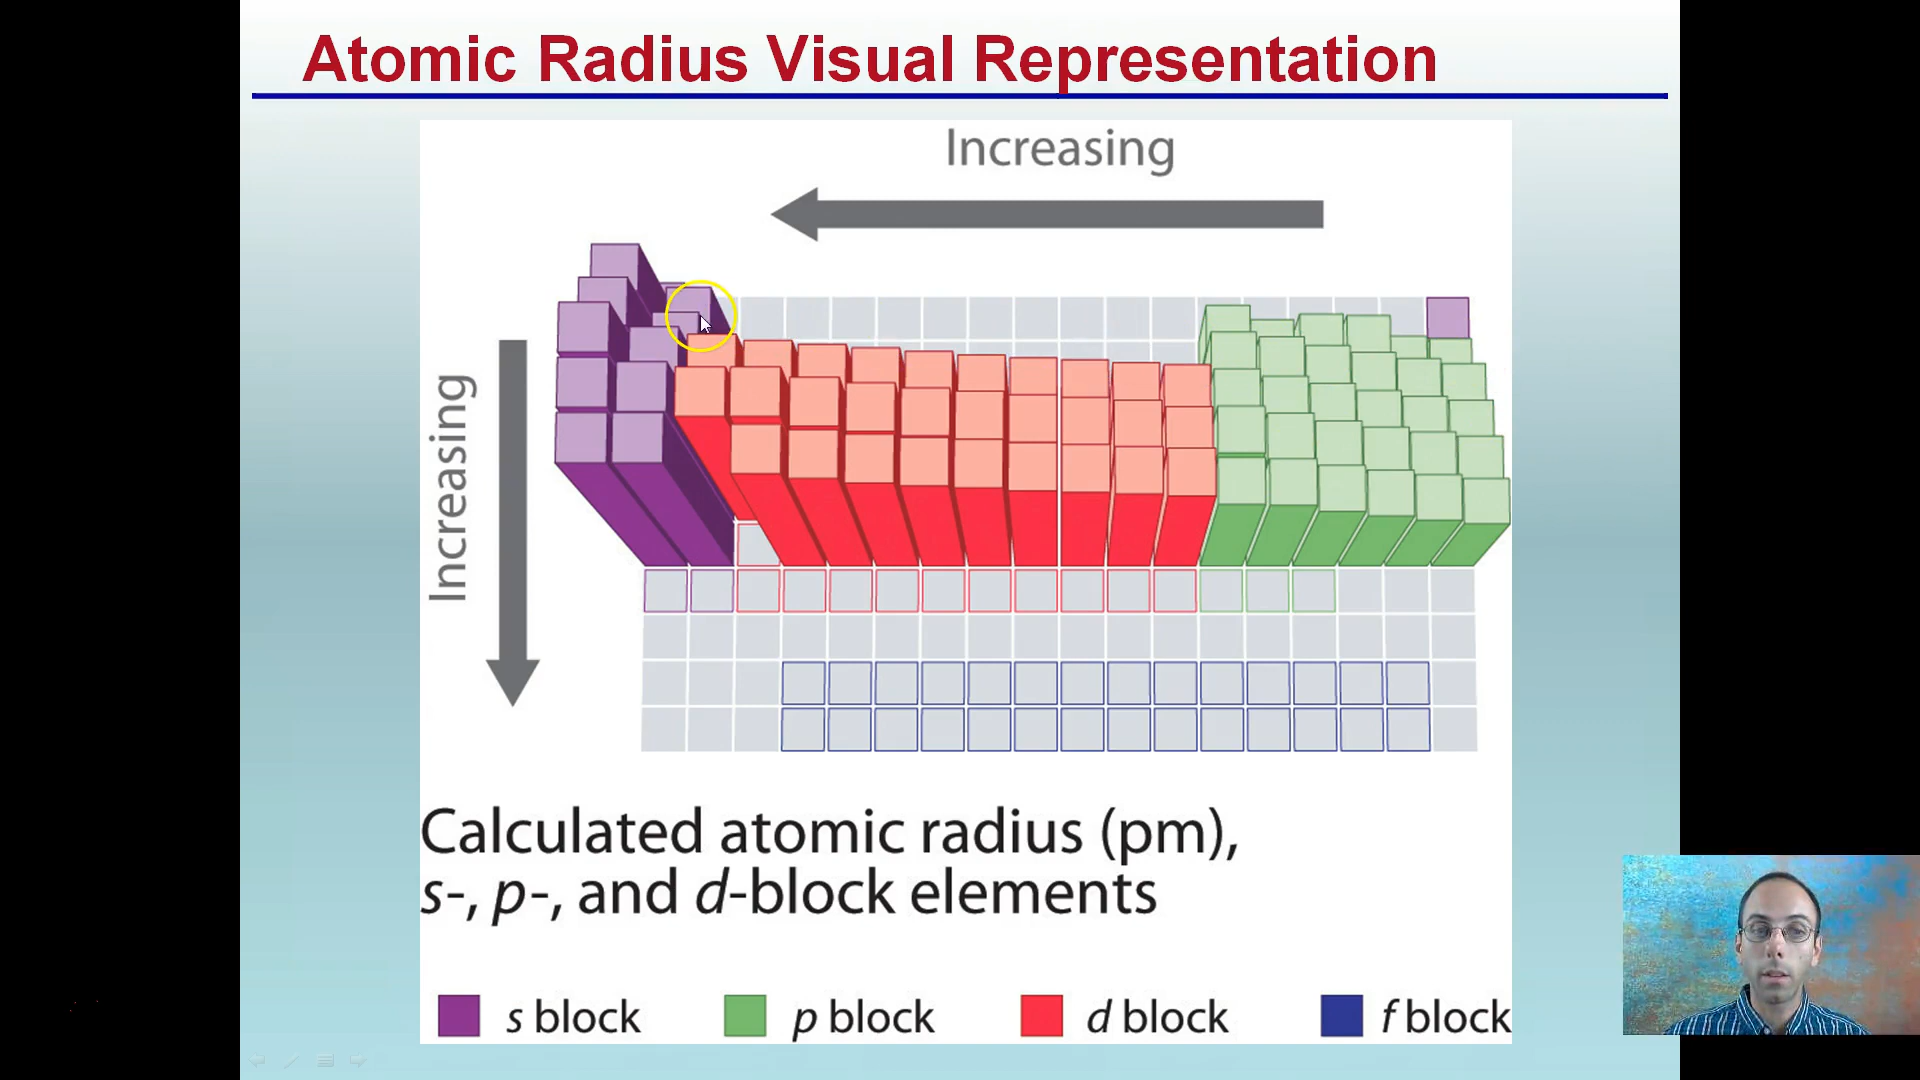 Atomic Radius Visual Representation
Increasing
Increasing
Calculated atomic radius (pm),
s-, p-, and d-block elements
s block
p block
d block
f block